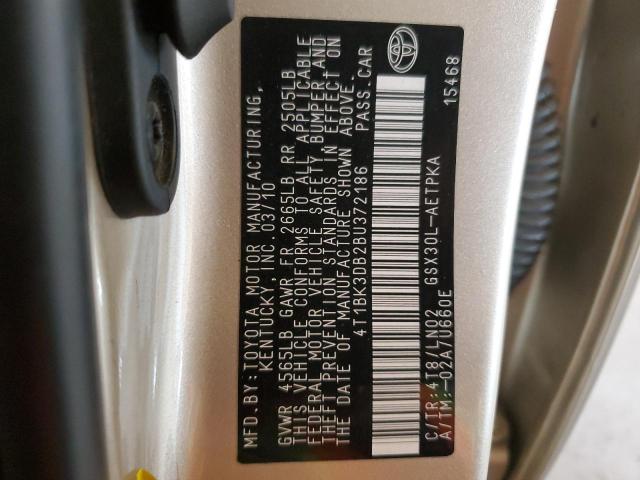 MFD.BY:TOYOTA MOTOR MANUFACTURING,
KENTUCKY, INC. 03/10
GVWR 4565LB GAWR FR 2665LB RR 2505LB
THIS VEHICLE CONFORMS TO ALL APPLICABLE
FEDERAL MOTOR VEHICLE SAFETY, BUMPER AND
THEFT PREVENTION STANDARDS IN EFFECT ON
THE DATE OF MANUFACTURE SHOWN ABOVE.
4T1BK3DB2BU372186 PASS.CAR
C/TR:4T8/LN02 GSX30L-AETPKA 15468
A/TM:-02A/U660E